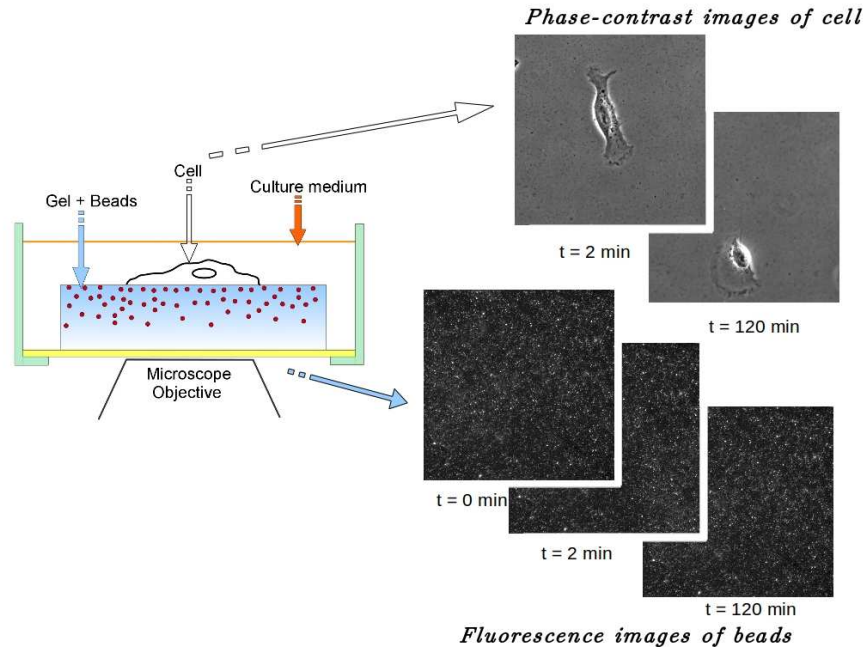 Phase-contrast images of cell
Cell
Gel + Beads
Culture medium
t = 2 min
t = 120 min
Microscope
Objective
t = 0 min
t = 2 min
t = 120 min
Fluorescence images of beads